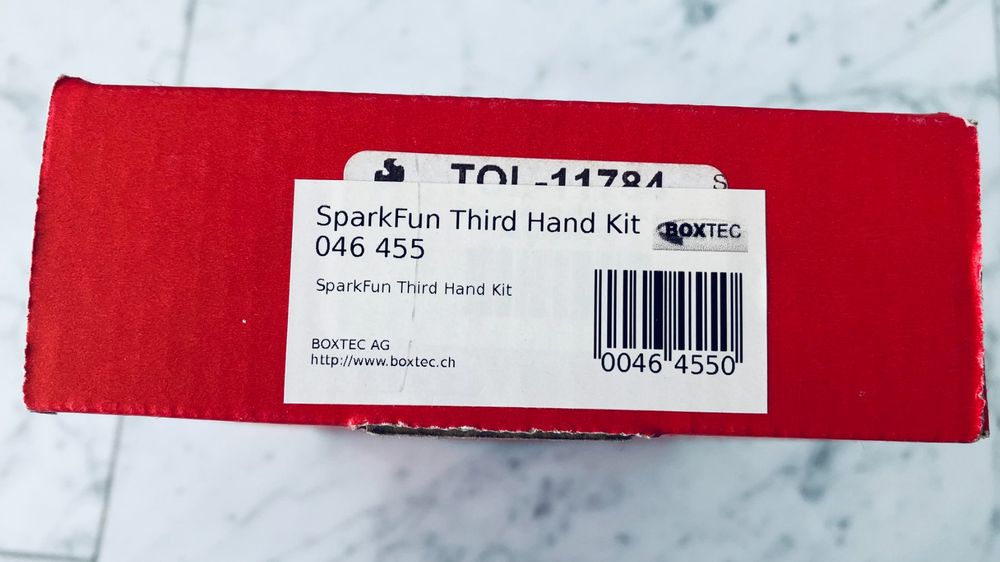 TOL-11784 S
SparkFun Third Hand Kit
046 455
BOXTEC
SparkFun Third Hand Kit
BOXTEC AG
http://www.boxtec.ch
0046 4550